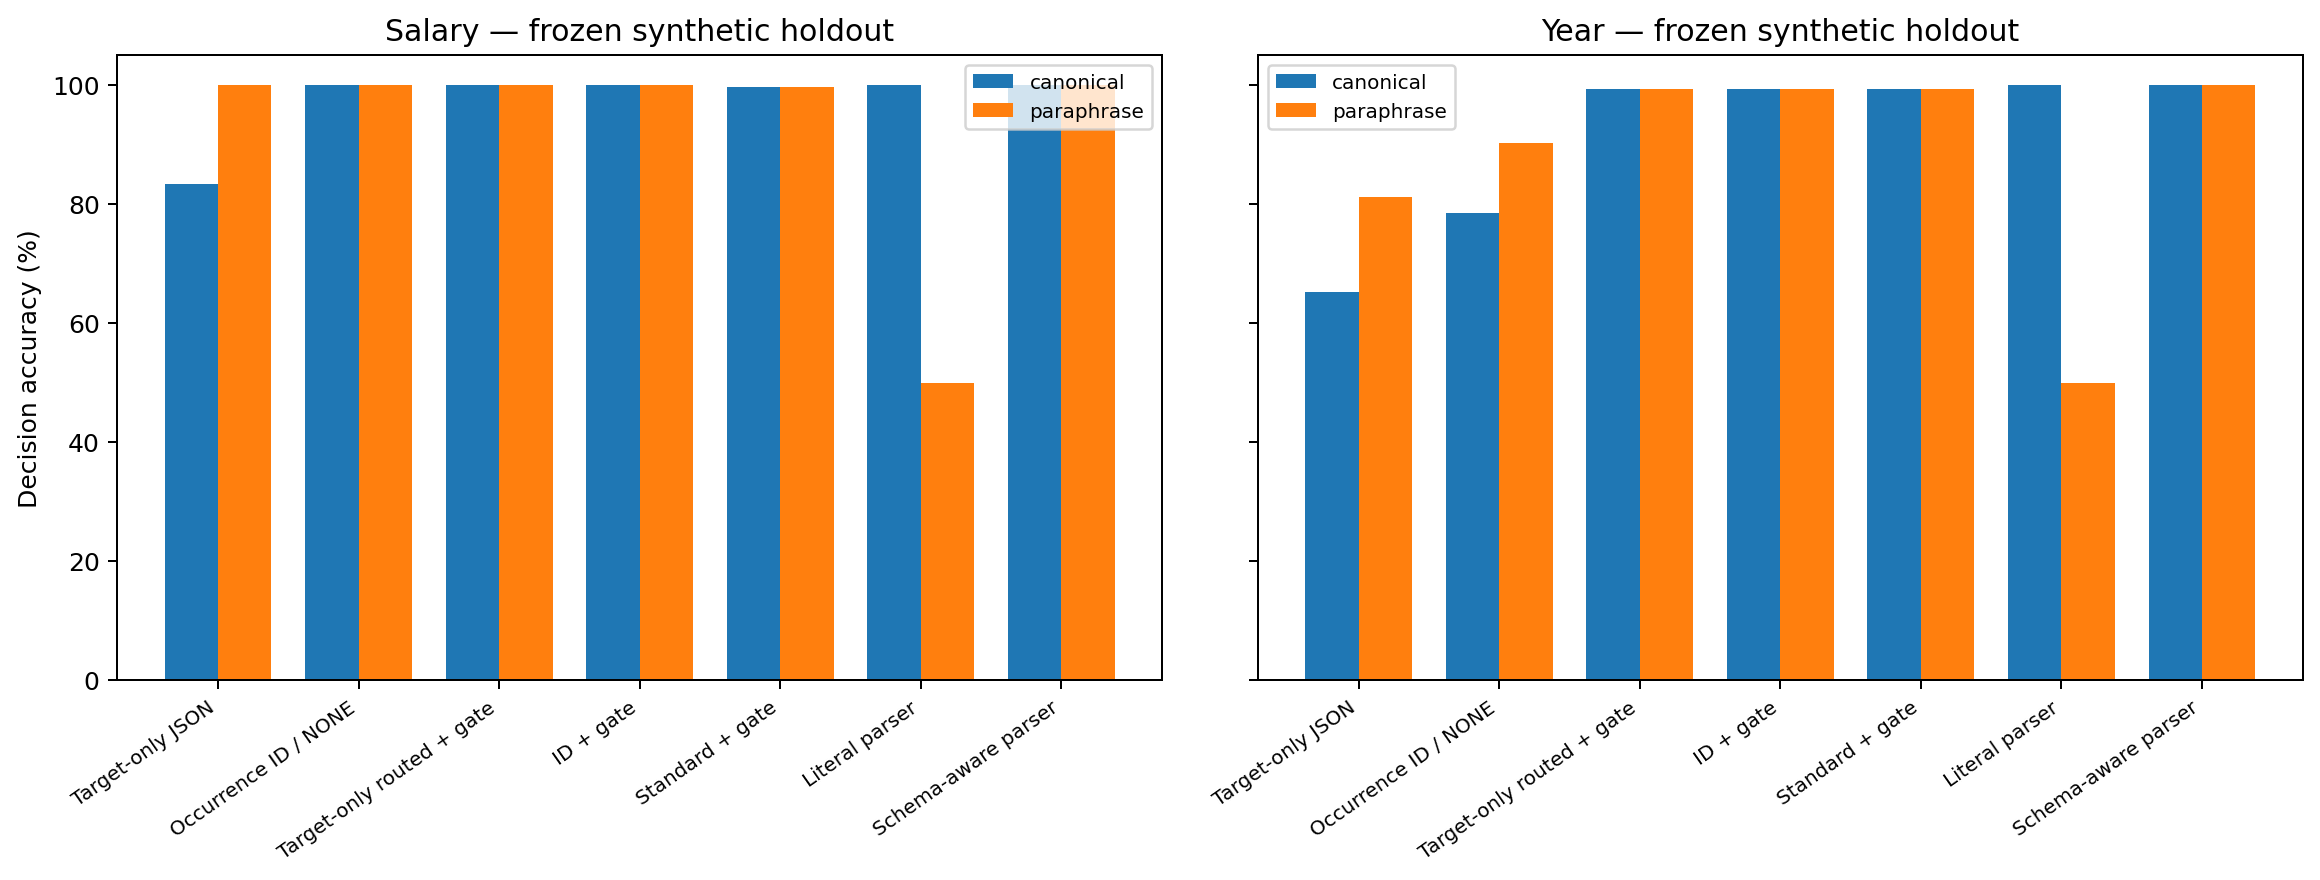 Salary — frozen synthetic holdout
Decision accuracy (%)
100
80
60
40
20
0
canonical
paraphrase
Target-only JSON
Occurrence ID / NONE
Target-only routed + gate
ID + gate
Standard + gate
Literal parser
Schema-aware parser
Year — frozen synthetic holdout
canonical
paraphrase
Target-only JSON
Occurrence ID / NONE
Target-only routed + gate
ID + gate
Standard + gate
Literal parser
Schema-aware parser